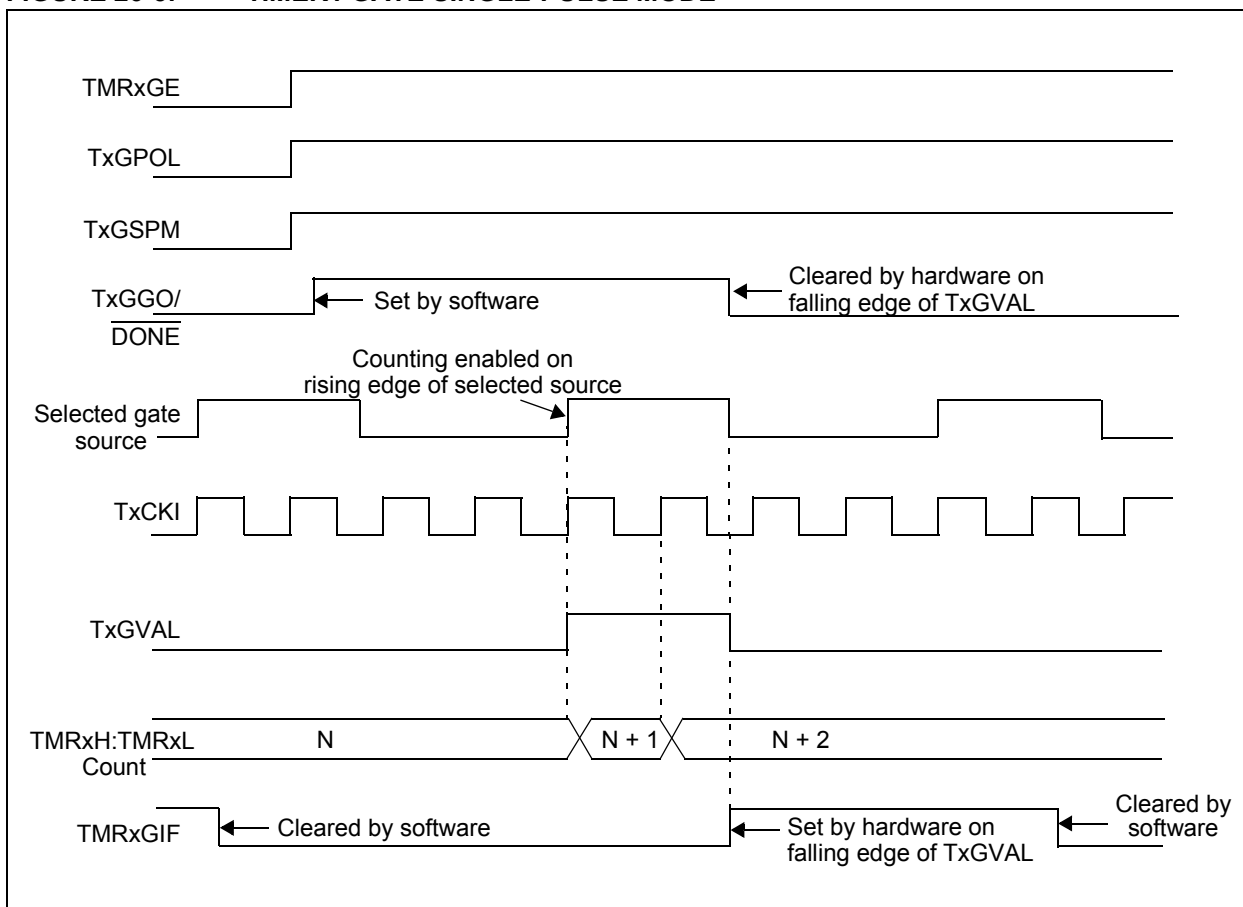 TMRxGE
TxGPOL
TxGSPM
TxGGO/
DONE
Set by software
Cleared by hardware on
falling edge of TxGVAL
Counting enabled on
rising edge of selected source
Selected gate
source
TxCKI
TxGVAL
TMRxH:TMRxL
Count
N
N + 1
N + 2
TMRxGIF
Cleared by software
Set by hardware on
falling edge of TxGVAL
Cleared by
software